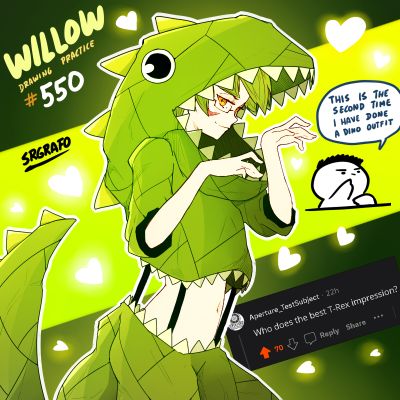 WILLOW
DRAWING PRACTICE
#550
SRGRAFO
THIS IS THE
SECOND TIME
I HAVE DONE
A DINO OUTFIT
Aperture_TestSubject · 22h
Who does the best T-Rex impression?
70 Reply Share ...